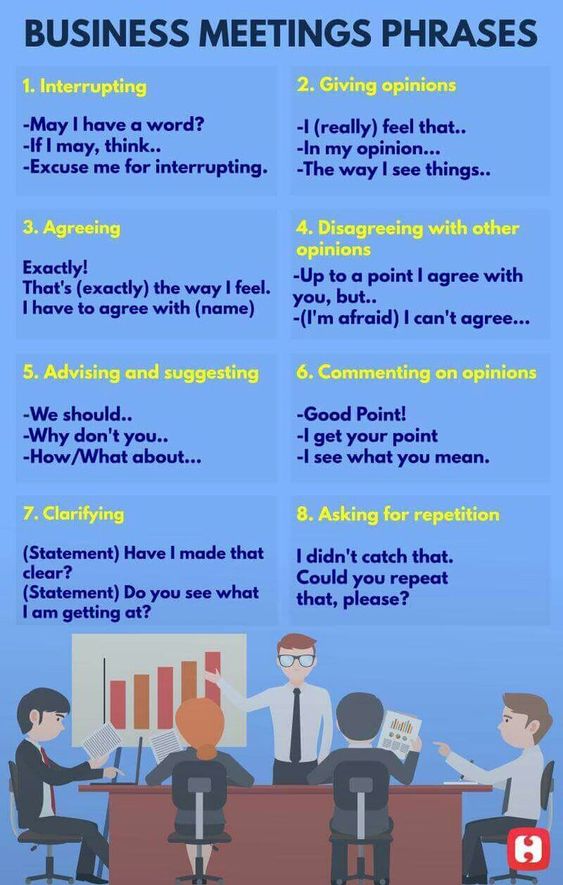 BUSINESS MEETINGS PHRASES
1. Interrupting
-May I have a word?
-If I may, think..
-Excuse me for interrupting.
2. Giving opinions
-I (really) feel that..
-In my opinion...
-The way I see things..
3. Agreeing
Exactly!
That's (exactly) the way I feel.
I have to agree with (name)
4. Disagreeing with other
opinions
-Up to a point I agree with
you, but..
-(I'm afraid) I can't agree...
5. Advising and suggesting
-We should..
-Why don't you..
-How/What about...
6. Commenting on opinions
-Good Point!
-I get your point
-I see what you mean.
7. Clarifying
(Statement) Have I made that
clear?
(Statement) Do you see what
I am getting at?
8. Asking for repetition
I didn't catch that.
Could you repeat
that, please?